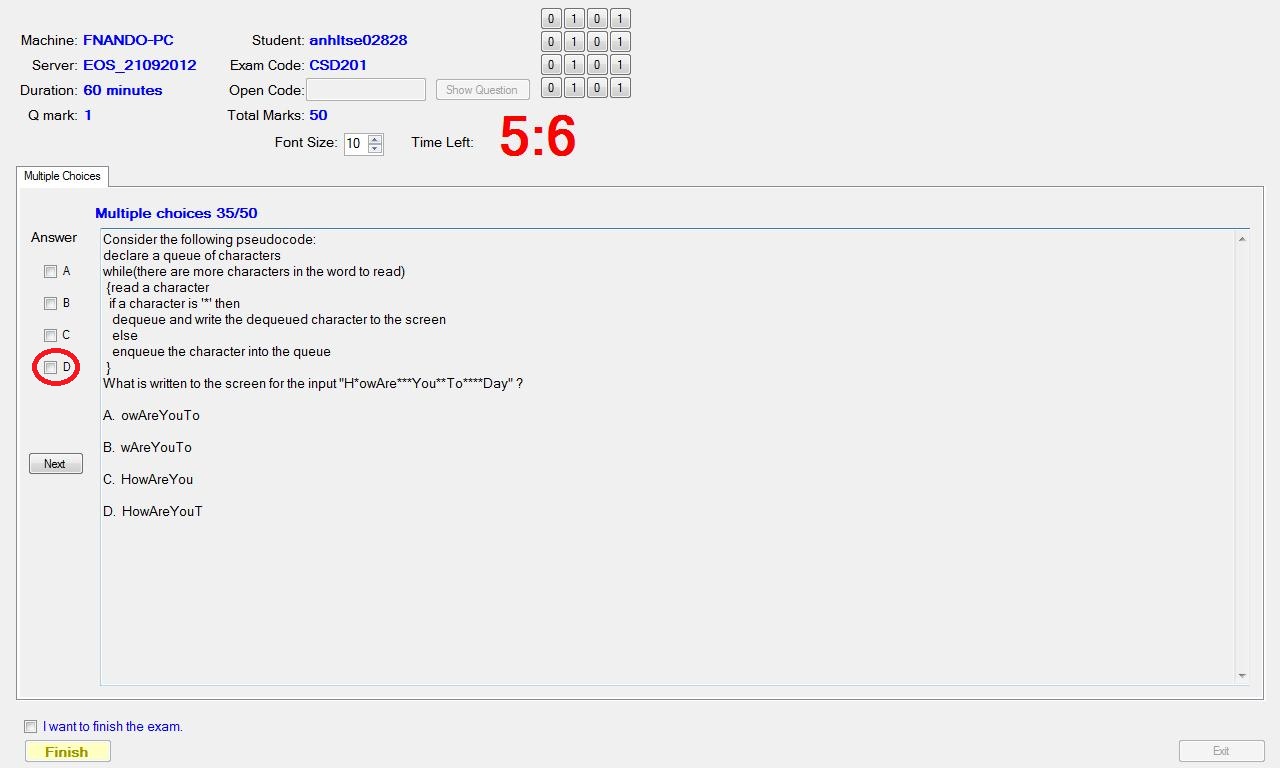 Machine: FNANDO-PC Student: anhltse02828
Server: EOS_21092012 Exam Code: CSD201
Duration: 60 minutes Open Code: Show Question
Q mark: 1 Total Marks: 50
0 1 0 1
0 1 0 1
0 1 0 1
0 1 0 1
Font Size: 10 Time Left: 5:6
Multiple Choices
Multiple choices 35/50
Answer
A
B
C
D
Next
Consider the following pseudocode:
declare a queue of characters
while(there are more characters in the word to read)
{read a character
if a character is '*' then
dequeue and write the dequeued character to the screen
else
enqueue the character into the queue
}
What is written to the screen for the input "H*owAre***You**To****Day" ?
A. owAreYouTo
B. wAreYouTo
C. HowAreYou
D. HowAreYouT
I want to finish the exam.
Finish
Exit